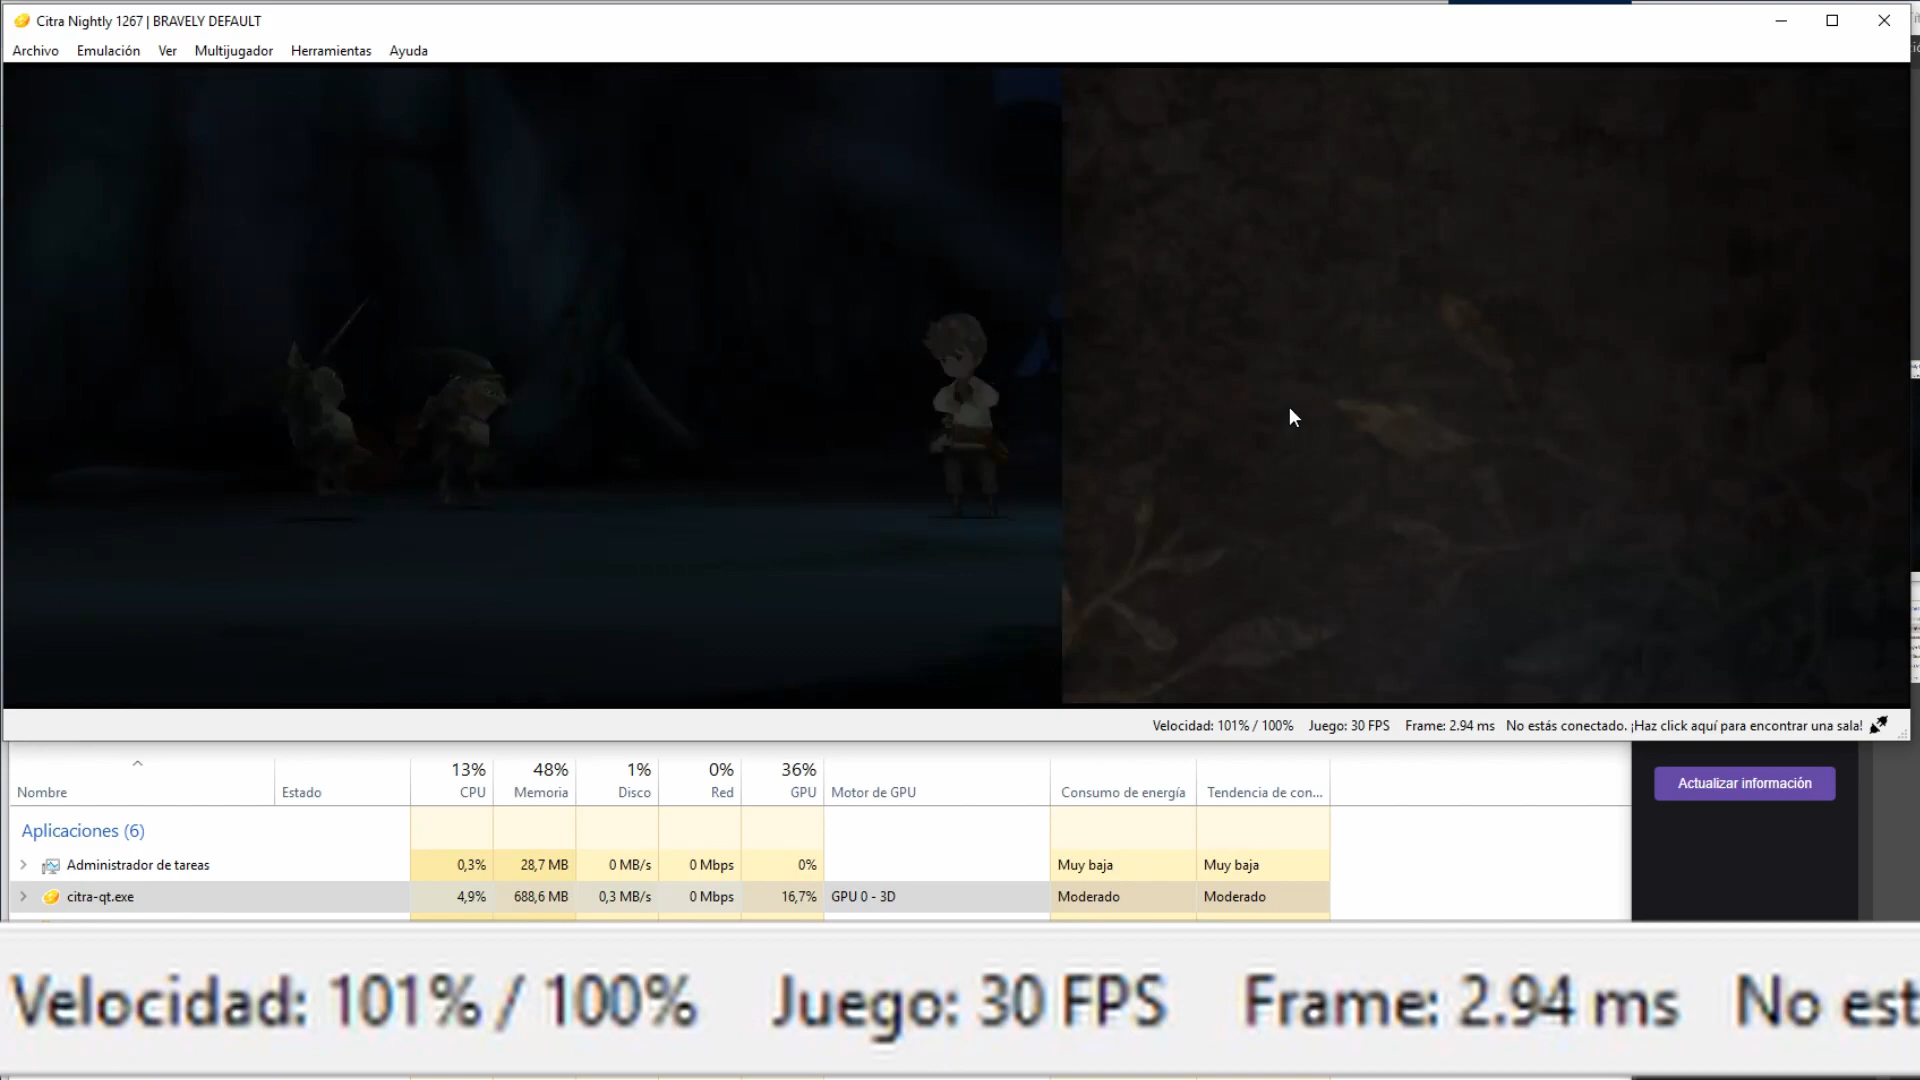 Citra Nightly 1267 | BRAVELY DEFAULT
Archivo Emulación Ver Multijugador Herramientas Ayuda
Velocidad: 101% / 100% Juego: 30 FPS Frame: 2.94 ms No estás conectado. ¡Haz click aquí para encontrar una sala!
13% 48% 1% 0% 36%
Nombre Estado CPU Memoria Disco Red GPU Motor de GPU Consumo de energía Tendencia de con...
Actualizar información
Aplicaciones (6)
Administrador de tareas 0,3% 28,7 MB 0 MB/s 0 Mbps 0% Muy baja Muy baja
citra-qt.exe 4,9% 688,6 MB 0,3 MB/s 0 Mbps 16,7% GPU 0 - 3D Moderado Moderado
Velocidad: 101% / 100% Juego: 30 FPS Frame: 2.94 ms No est